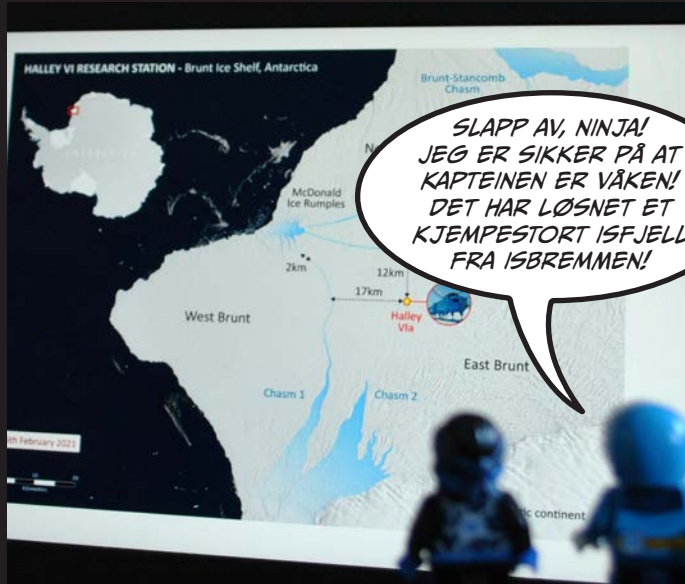 HALLEY VI RESEARCH STATION - Brunt Ice Shelf, Antarctica
Brunt-Stancomb
Chasm
ANTARCTICA
SLAPP AV, NINJA!
JEG ER SIKKER PÅ AT
KAPTEINEN ER VÅKEN!
DET HAR LØSNET ET
KJEMPESTORT ISFJELL
FRA ISBREMMEN!
McDonald
Ice Rumples
2km
12km
17km
West Brunt
Halley
VIa
East Brunt
Chasm 1
Chasm 2
February 2021
continent